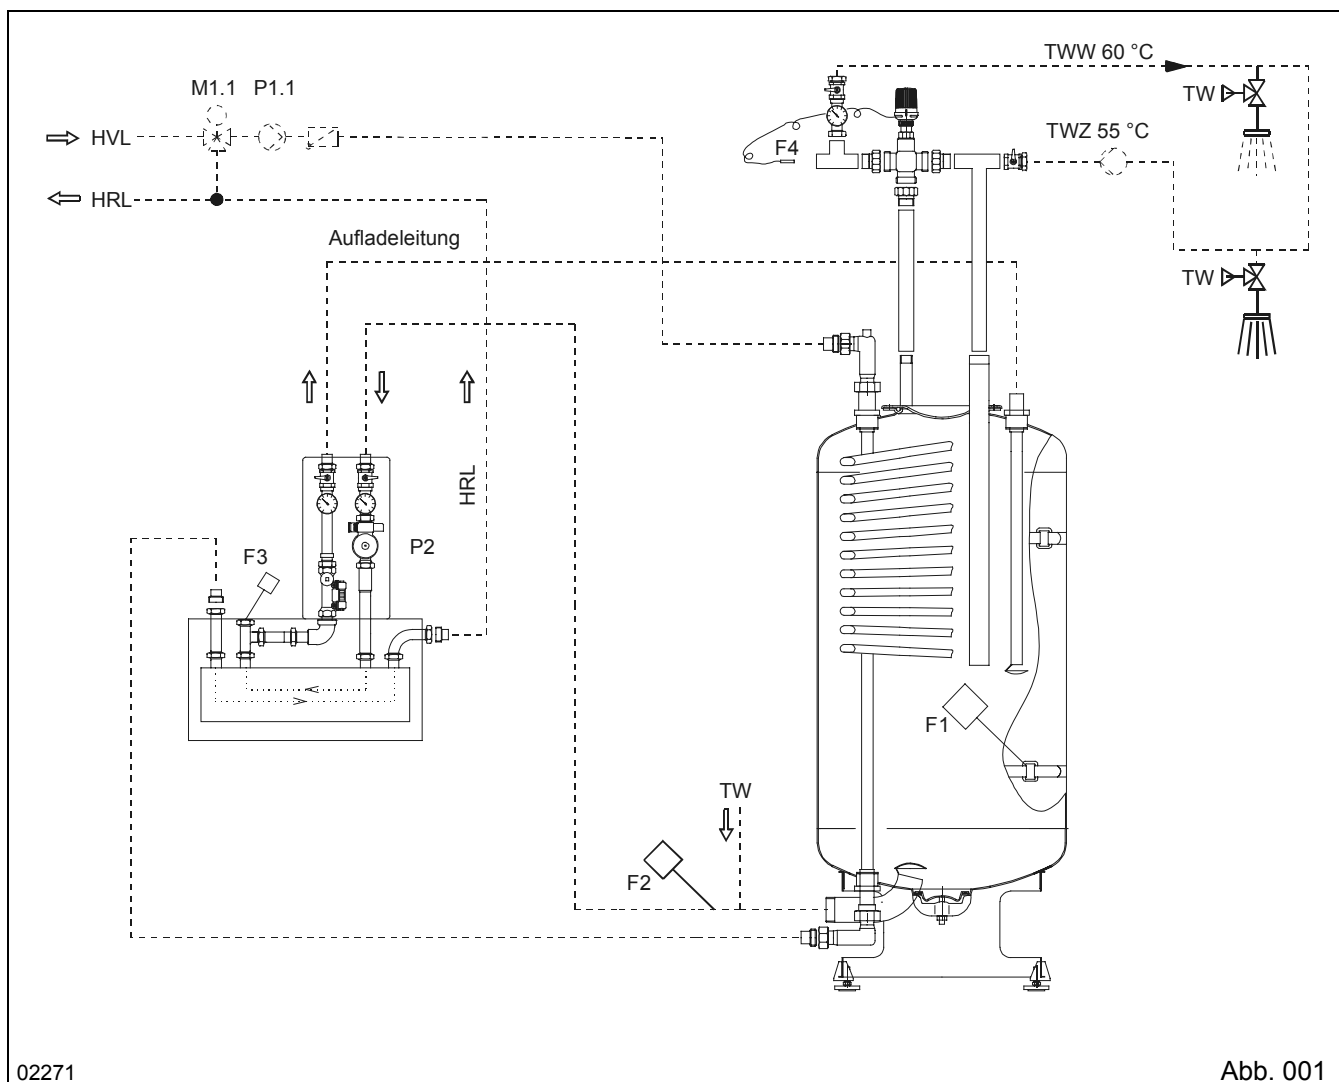 TWW 60 °C
M1.1
P1.1
TW
HVL
TWZ 55 °C
F4
HRL
Aufladeleitung
TW
HRL
P2
F3
F1
TW
F2
02271
Abb. 001